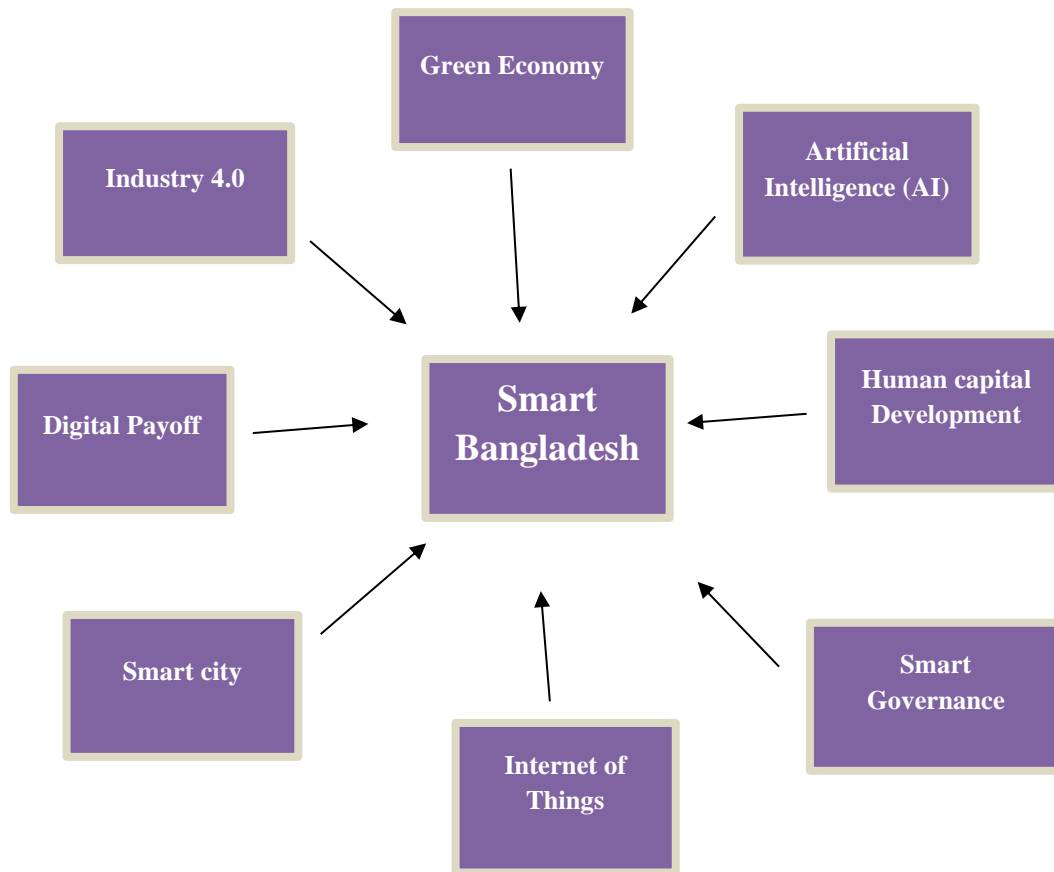 Green Economy
Industry 4.0
Artificial
Intelligence (AI)
Digital Payoff
Smart
Bangladesh
Human capital
Development
Smart city
Internet of
Things
Smart
Governance